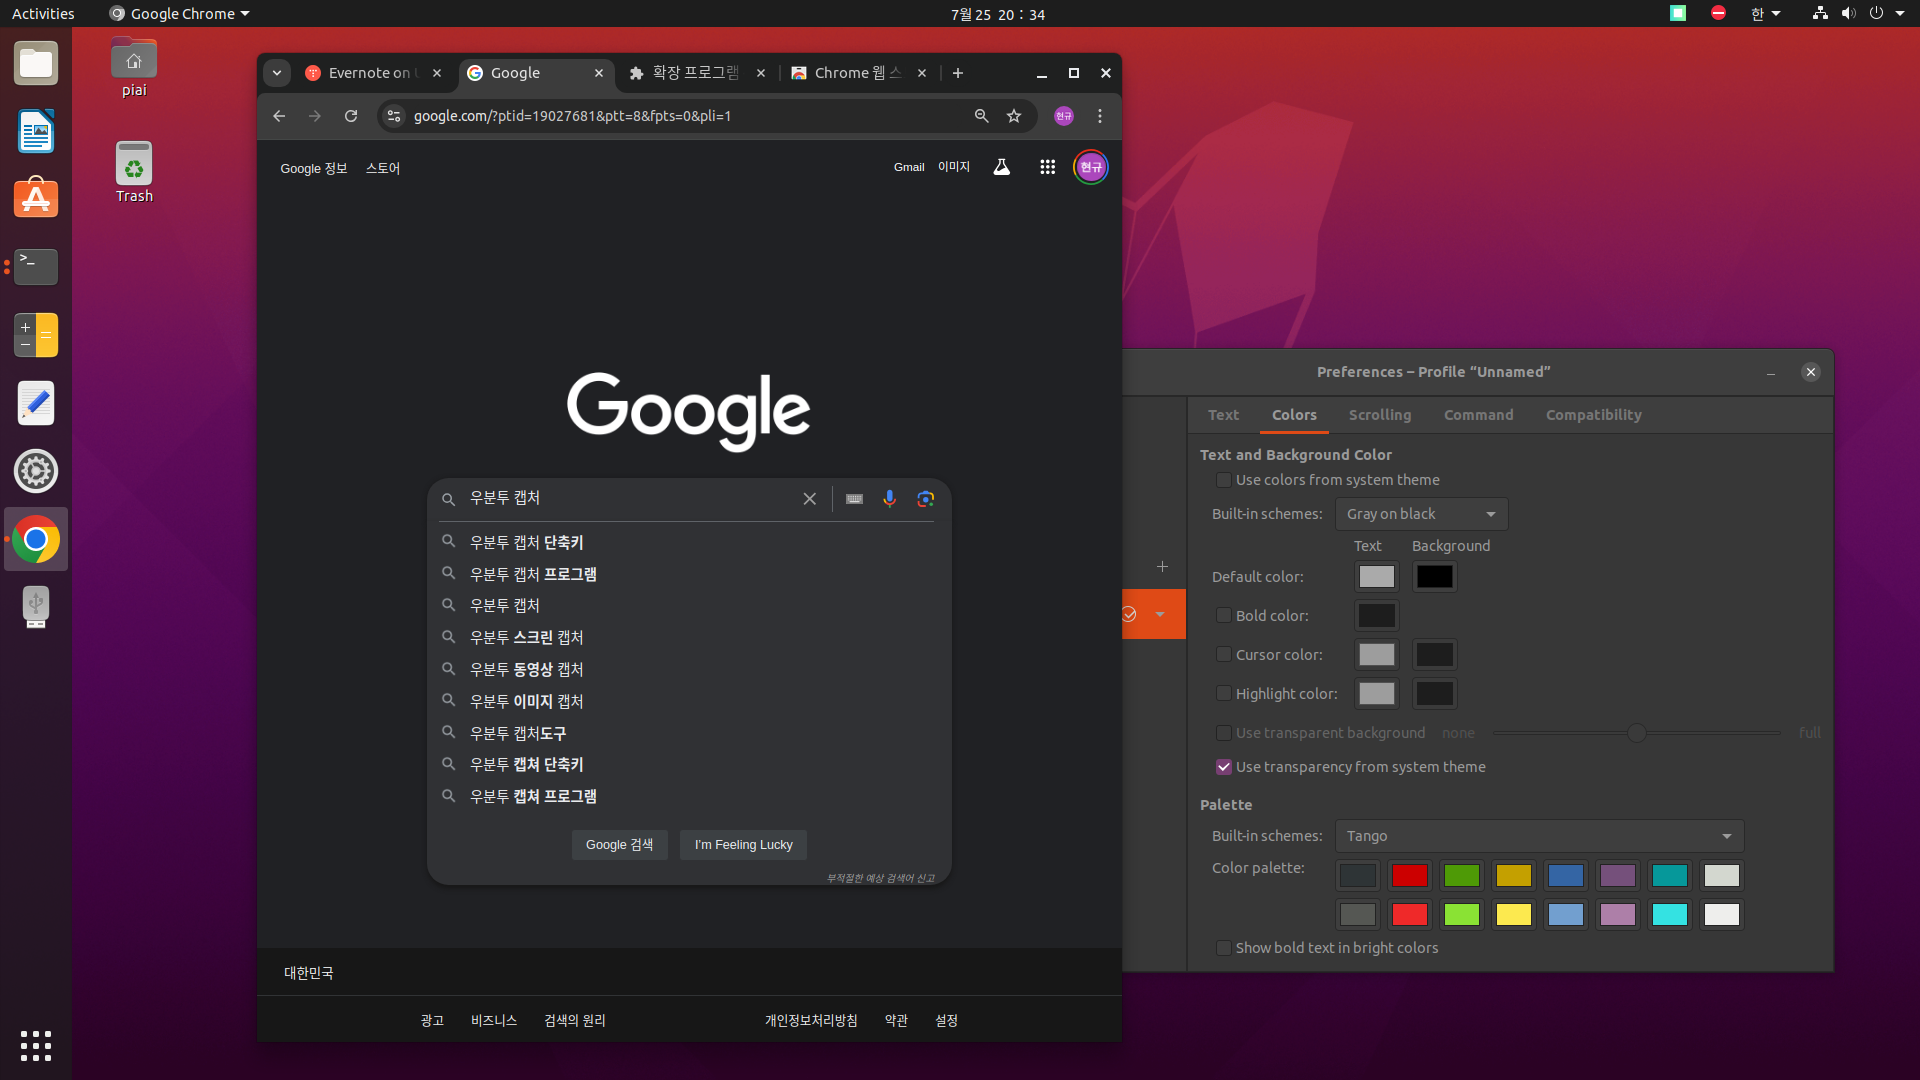 Activities
Google Chrome
7월 25 20 : 34
한
piai
Trash
Evernote on
Google
확장 프로그램
Chrome 웹 스
google.com/?ptid=19027681&ptt=8&fpts=0&pli=1
현규
Google 정보
스토어
Gmail
이미지
현규
Google
우분투 캡처
우분투 캡처 단축키
우분투 캡처 프로그램
우분투 캡처
우분투 스크린 캡처
우분투 동영상 캡처
우분투 이미지 캡처
우분투 캡처도구
우분투 캡쳐 단축키
우분투 캡쳐 프로그램
Google 검색
I'm Feeling Lucky
부적절한 예상 검색어 신고
대한민국
광고
비즈니스
검색의 원리
개인정보처리방침
약관
설정
Preferences – Profile “Unnamed”
Text
Colors
Scrolling
Command
Compatibility
Text and Background Color
Use colors from system theme
Built-in schemes:
Gray on black
Text
Background
Default color:
Bold color:
Cursor color:
Highlight color:
Use transparent background
none
full
Use transparency from system theme
Palette
Built-in schemes:
Tango
Color palette:
Show bold text in bright colors